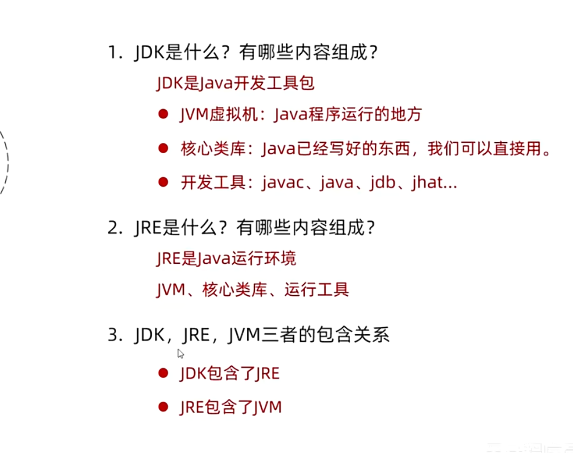 1. JDK是什么？有哪些内容组成？
JDK是Java开发工具包
● JVM虚拟机：Java程序运行的地方
● 核心类库：Java已经写好的东西，我们可以直接用。
● 开发工具：javac、java、jdb、jhat...
2. JRE是什么？有哪些内容组成？
JRE是Java运行环境
JVM、核心类库、运行工具
3. JDK，JRE，JVM三者的包含关系
● JDK包含了JRE
● JRE包含了JVM